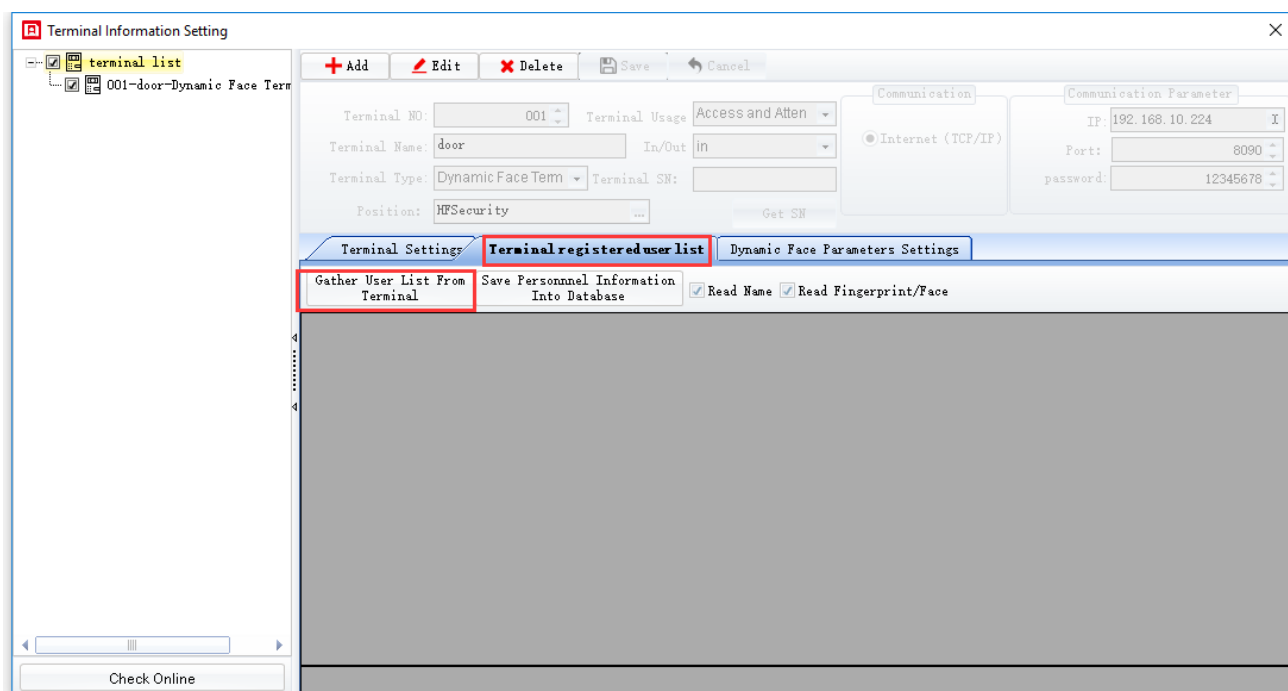 Terminal Information Setting
terminal list
001-door-Dynamic Face Term
Add Edit Delete Save Cancel
Communication
Communication Parameter
Terminal NO: 001 Terminal Usage Access and Atten
IP: 192.168.10.224
Terminal Name: door In/Out in
Internet (TCP/IP)
Port: 8090
Terminal Type: Dynamic Face Term Terminal SN:
password: 12345678
Position: HFSecurity ... Get SN
Terminal Settings Terminal registered user list Dynamic Face Parameters Settings
Gather User List From
Terminal
Save Personnnel Information
Into Database
Read Name Read Fingerprint/Face
Check Online